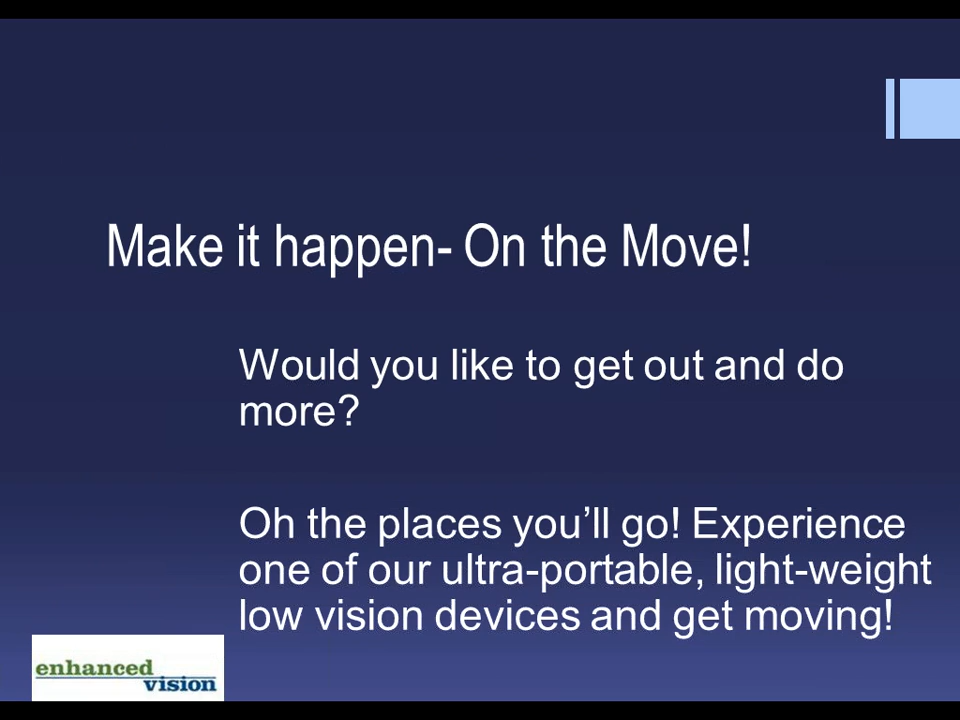 Make it happen- On the Move!
Would you like to get out and do
more?
Oh the places you’ll go! Experience
one of our ultra-portable, light-weight
low vision devices and get moving!
enhanced
vision